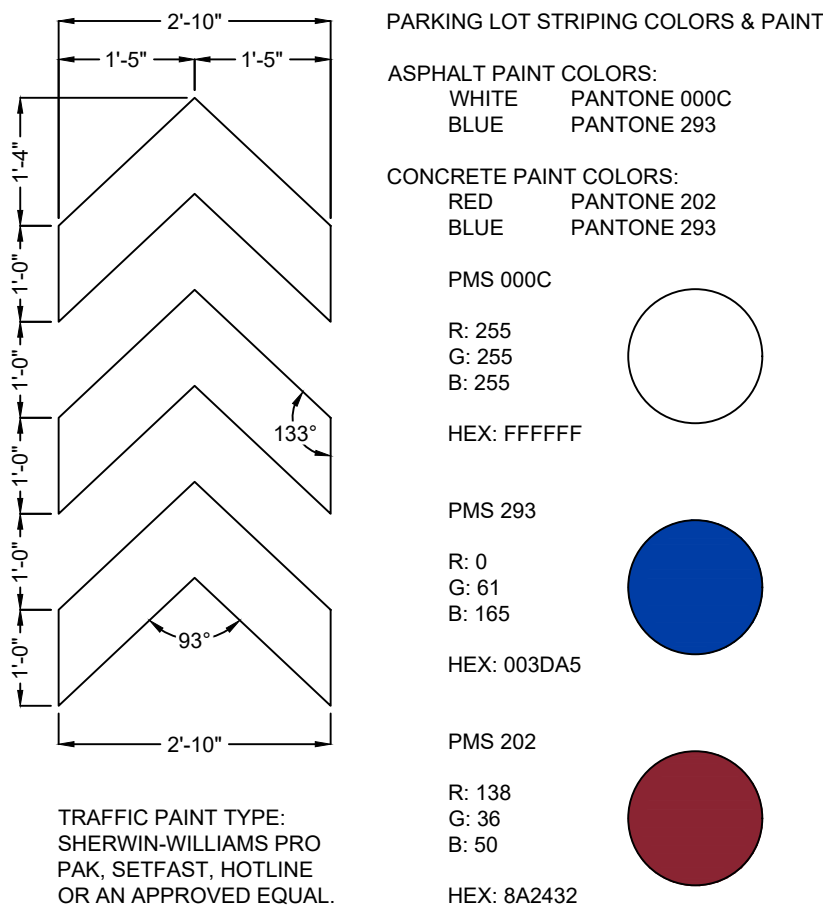 2'-10"
1'-5" 1'-5"
1'-4"
1'-0"
1'-0"
1'-0"
1'-0"
1'-0"
133°
93°
2'-10"
TRAFFIC PAINT TYPE:
SHERWIN-WILLIAMS PRO
PAK, SETFAST, HOTLINE
OR AN APPROVED EQUAL.
PARKING LOT STRIPING COLORS & PAINT
ASPHALT PAINT COLORS:
WHITE PANTONE 000C
BLUE PANTONE 293
CONCRETE PAINT COLORS:
RED PANTONE 202
BLUE PANTONE 293
PMS 000C
R: 255
G: 255
B: 255
HEX: FFFFFF
PMS 293
R: 0
G: 61
B: 165
HEX: 003DA5
PMS 202
R: 138
G: 36
B: 50
HEX: 8A2432